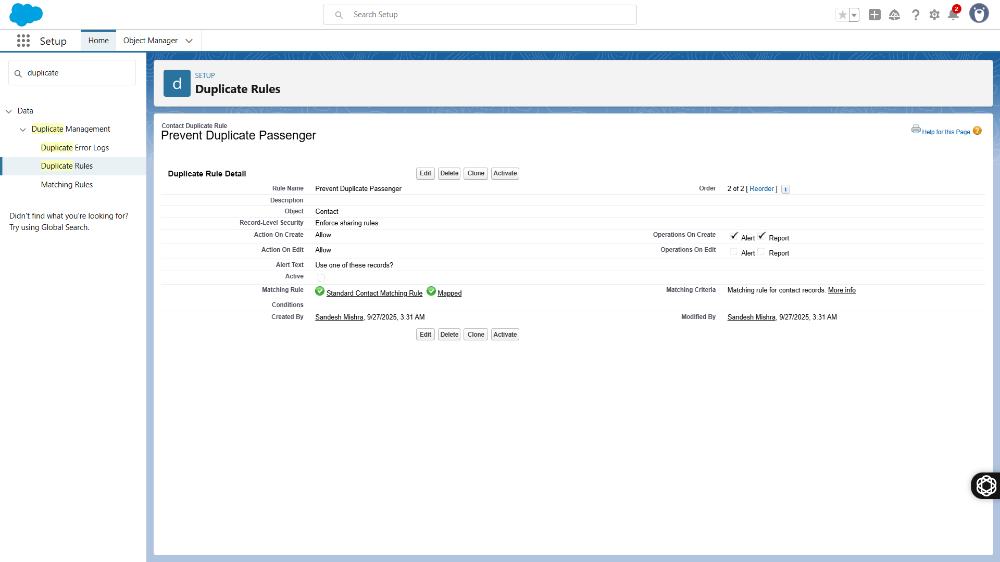 Search Setup
2
Setup
Home
Object Manager
duplicate
Data
Duplicate Management
Duplicate Error Logs
Duplicate Rules
Matching Rules
Didn't find what you're looking for?
Try using Global Search.
d
SETUP
Duplicate Rules
Contact Duplicate Rule
Prevent Duplicate Passenger
Help for this Page ?
Duplicate Rule Detail
Edit Delete Clone Activate
Rule Name Prevent Duplicate Passenger Order 2 of 2 [ Reorder ] i
Description
Object Contact
Record-Level Security Enforce sharing rules
Action On Create Allow Operations On Create Alert Report
Action On Edit Allow Operations On Edit Alert Report
Alert Text Use one of these records?
Active
Matching Rule Standard Contact Matching Rule Mapped Matching Criteria Matching rule for contact records. More info
Conditions
Created By Sandesh Mishra, 9/27/2025, 3:31 AM Modified By Sandesh Mishra, 9/27/2025, 3:31 AM
Edit Delete Clone Activate